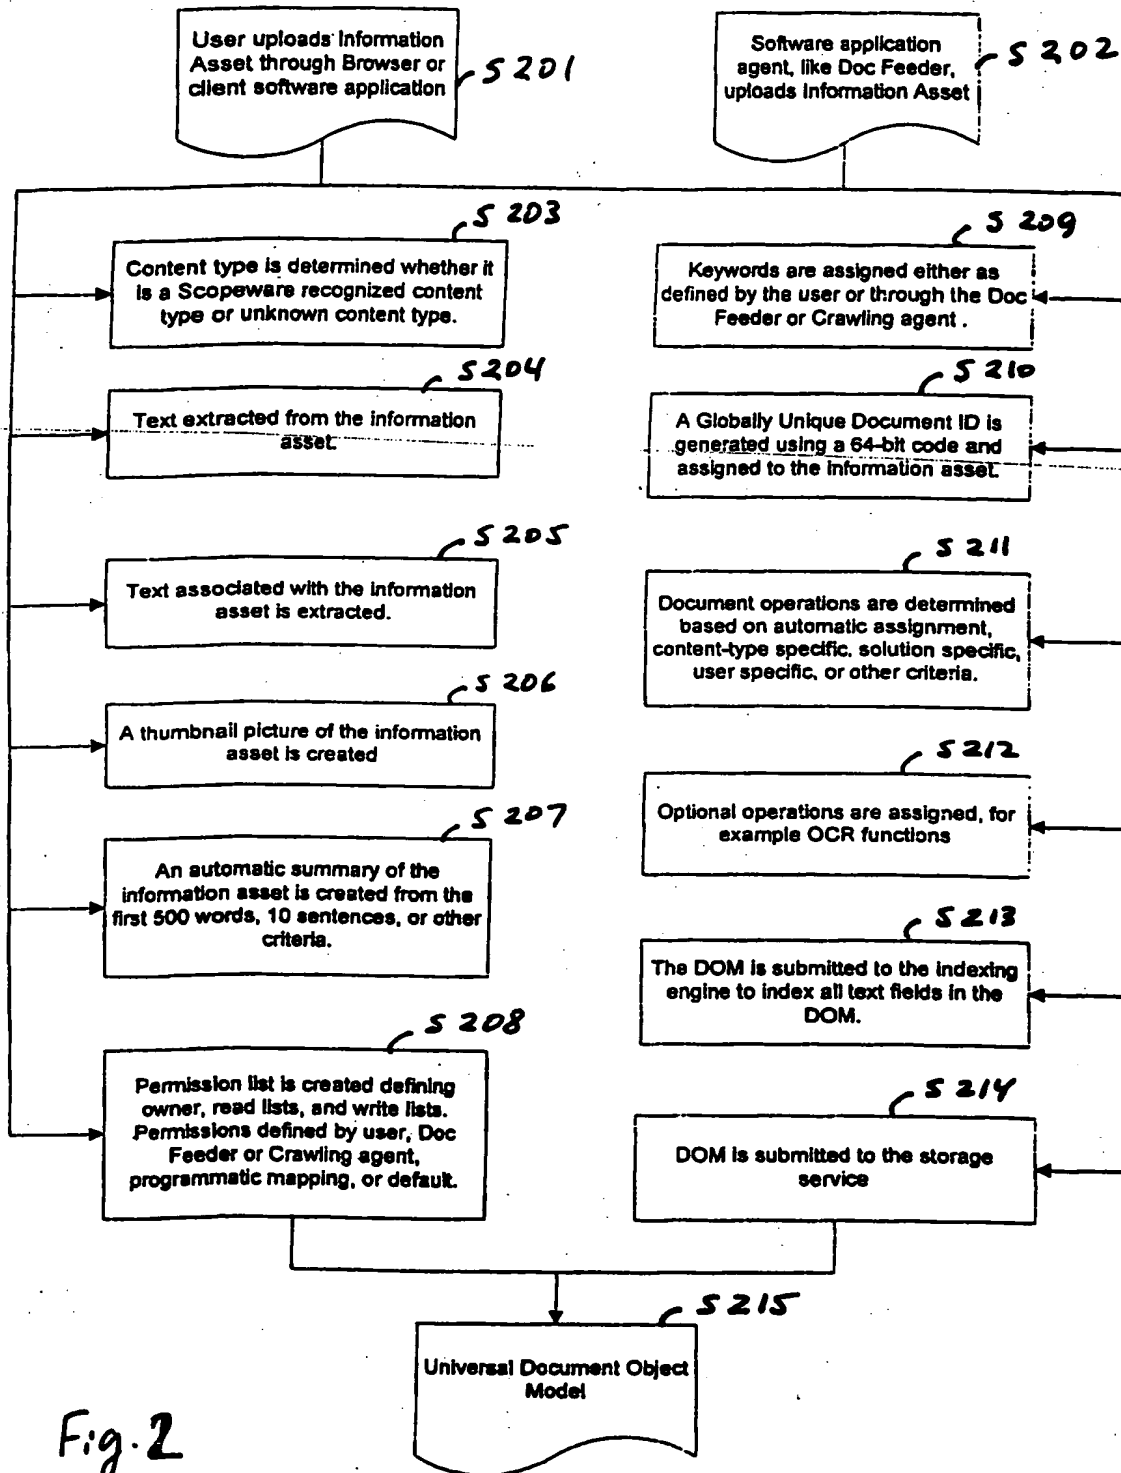 User uploads Information
Asset through Browser or
client software application
S201
Software application
agent, like Doc Feeder,
uploads Information Asset
S202
S203
Content type is determined whether it
is a Scopeware recognized content
type or unknown content type.
S204
Text extracted from the information
asset.
S205
Text associated with the information
asset is extracted.
S206
A thumbnail picture of the information
asset is created
S207
An automatic summary of the
information asset is created from the
first 500 words, 10 sentences, or other
criteria.
S208
Permission list is created defining
owner, read lists, and write lists.
Permissions defined by user, Doc
Feeder or Crawling agent,
programmatic mapping, or default.
S209
Keywords are assigned either as
defined by the user or through the Doc
Feeder or Crawling agent .
S210
A Globally Unique Document ID is
generated using a 64-bit code and
assigned to the information asset.
S211
Document operations are determined
based on automatic assignment,
content-type specific, solution specific,
user specific, or other criteria.
S212
Optional operations are assigned, for
example OCR functions
S213
The DOM is submitted to the indexing
engine to index all text fields in the
DOM.
S214
DOM is submitted to the storage
service
S215
Universal Document Object
Model
Fig. 2